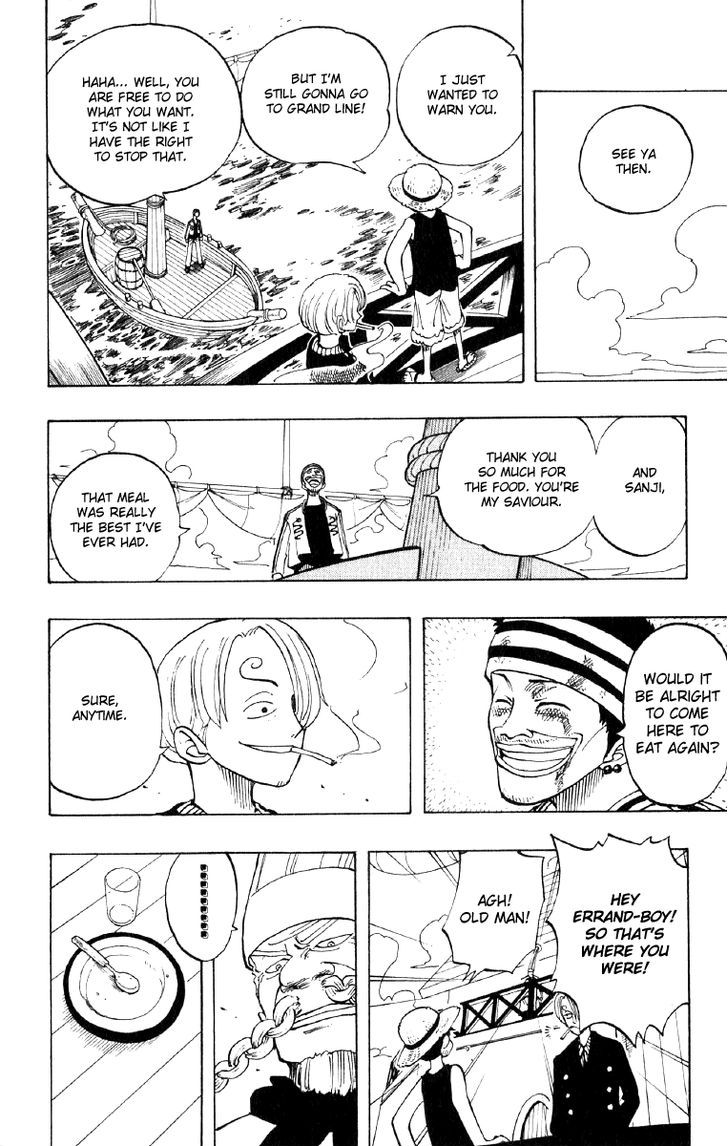 SEE YA
THEN.
I JUST
WANTED TO
WARN YOU.
BUT I'M
STILL GONNA GO
TO GRAND LINE!
HAHA... WELL, YOU
ARE FREE TO DO
WHAT YOU WANT.
IT'S NOT LIKE I
HAVE THE RIGHT
TO STOP THAT.
AND
SANJI,
THANK YOU
SO MUCH FOR
THE FOOD. YOU'RE
MY SAVIOUR.
THAT MEAL
WAS REALLY
THE BEST I'VE
EVER HAD.
WOULD IT
BE ALRIGHT
TO COME
HERE TO
EAT AGAIN?
SURE,
ANYTIME.
HEY
ERRAND-BOY!
SO THAT'S
WHERE YOU
WERE!
AGH!
OLD MAN!